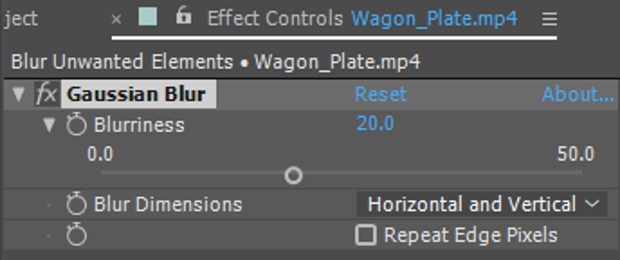 ject × Effect Controls Wagon_Plate.mp4
Blur Unwanted Elements • Wagon_Plate.mp4
fx Gaussian Blur Reset About...
Blurriness 20.0
0.0 50.0
Blur Dimensions Horizontal and Vertical
Repeat Edge Pixels